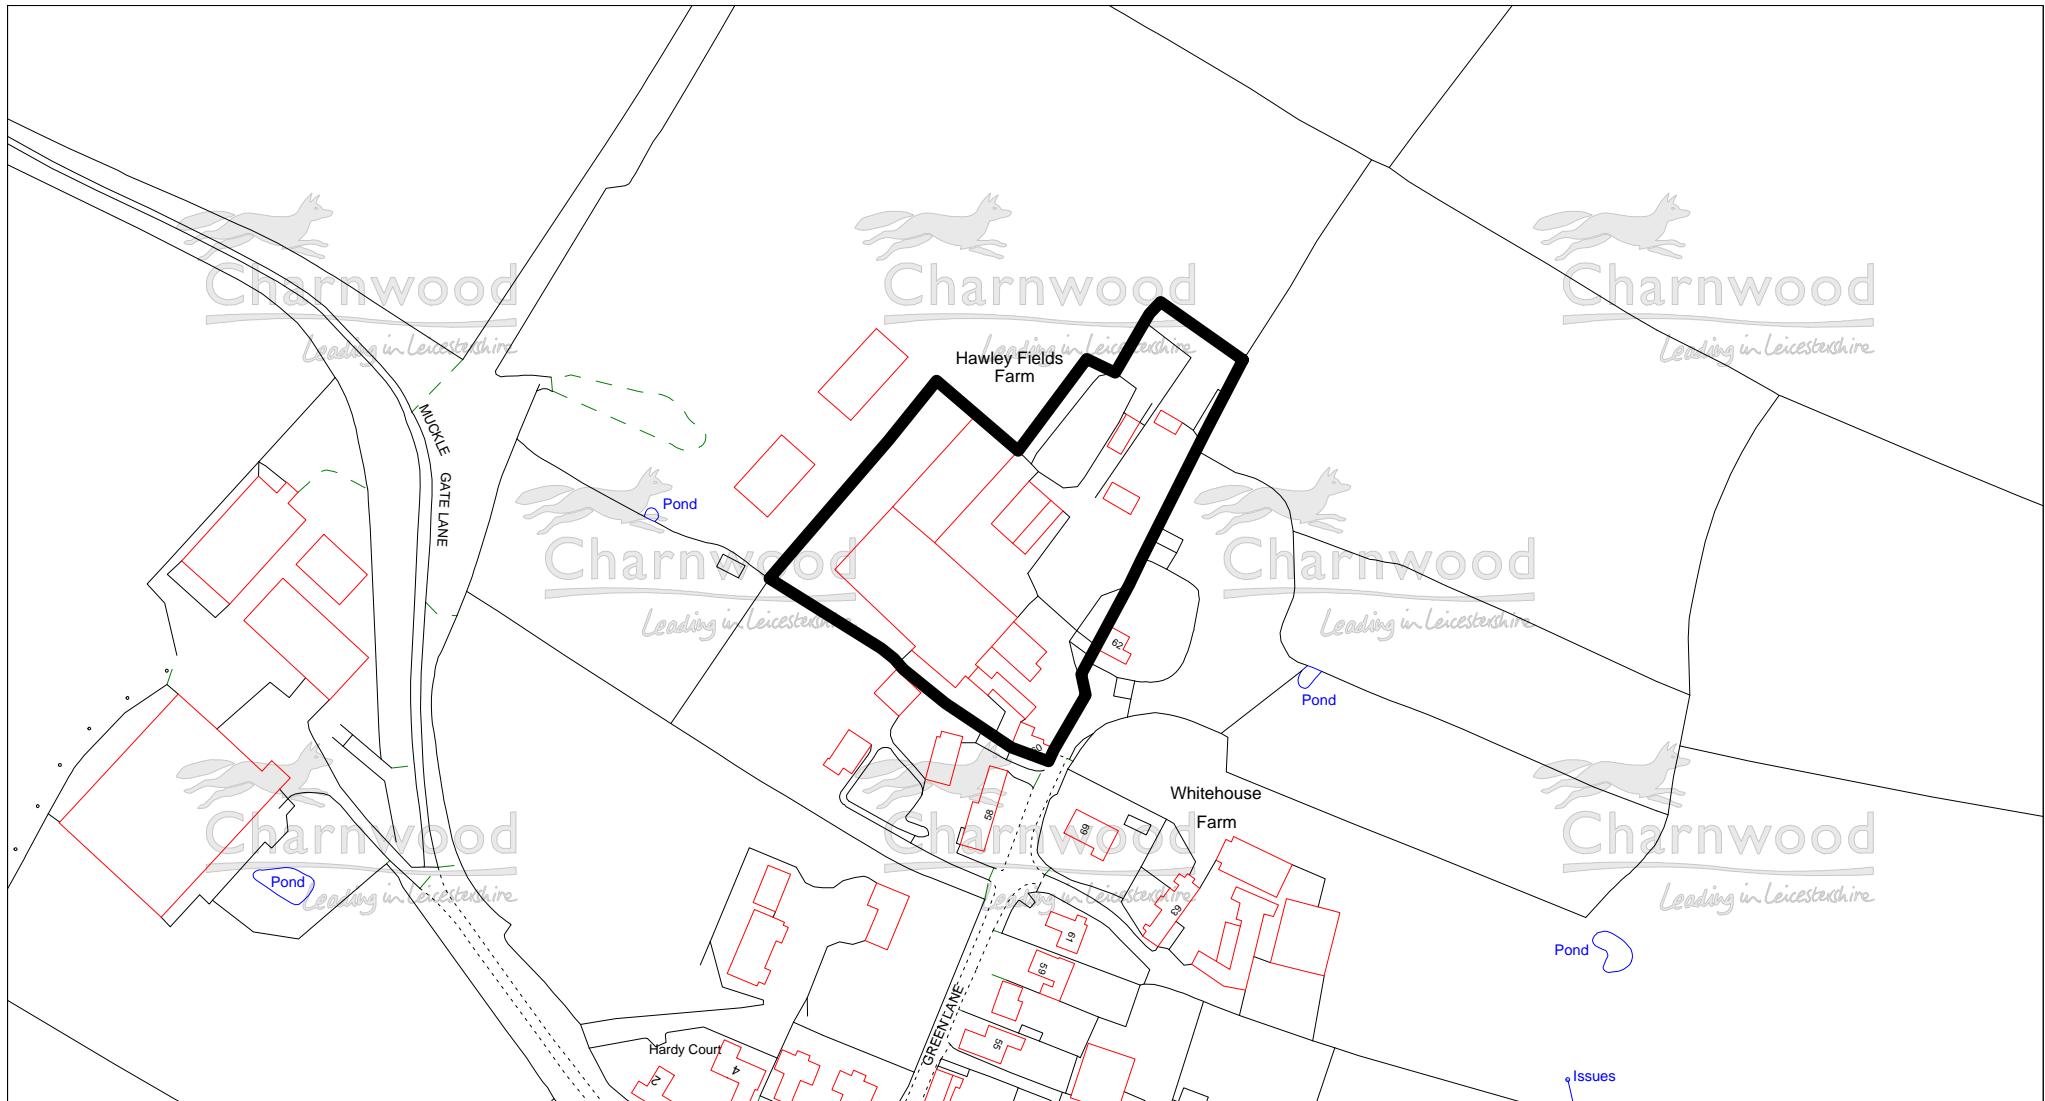 Charnwood
Leading in Leicestershire
Charnwood
Leading in Leicestershire
Charnwood
Leading in Leicestershire
Hawley Fields
Farm
MUCKLE GATE LANE
Pond
Charnwood
Leading in Leicestershire
Charnwood
Leading in Leicestershire
62
Pond
60
Whitehouse
Farm
58
69
Charnwood
Leading in Leicestershire
Charnwood
Leading in Leicestershire
Charnwood
Leading in Leicestershire
Pond
63
61
Pond
59
GREEN LANE
55
Hardy Court
4
2
Issues